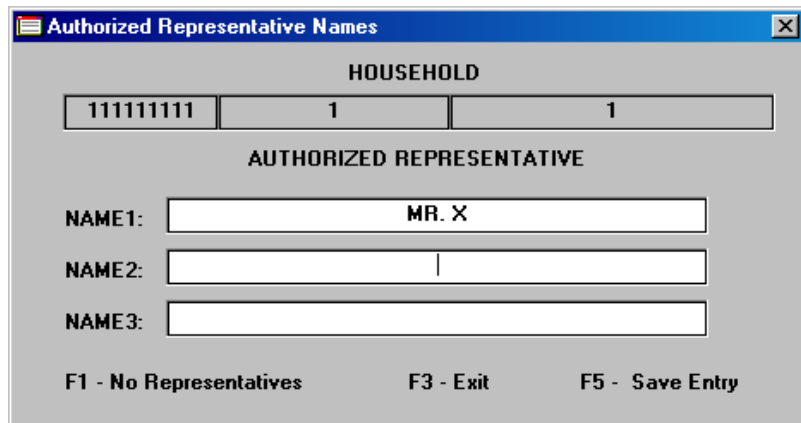 Authorized Representative Names
HOUSEHOLD
111111111 1 1
AUTHORIZED REPRESENTATIVE
NAME1: MR. X
NAME2:
NAME3:
F1 - No Representatives F3 - Exit F5 - Save Entry